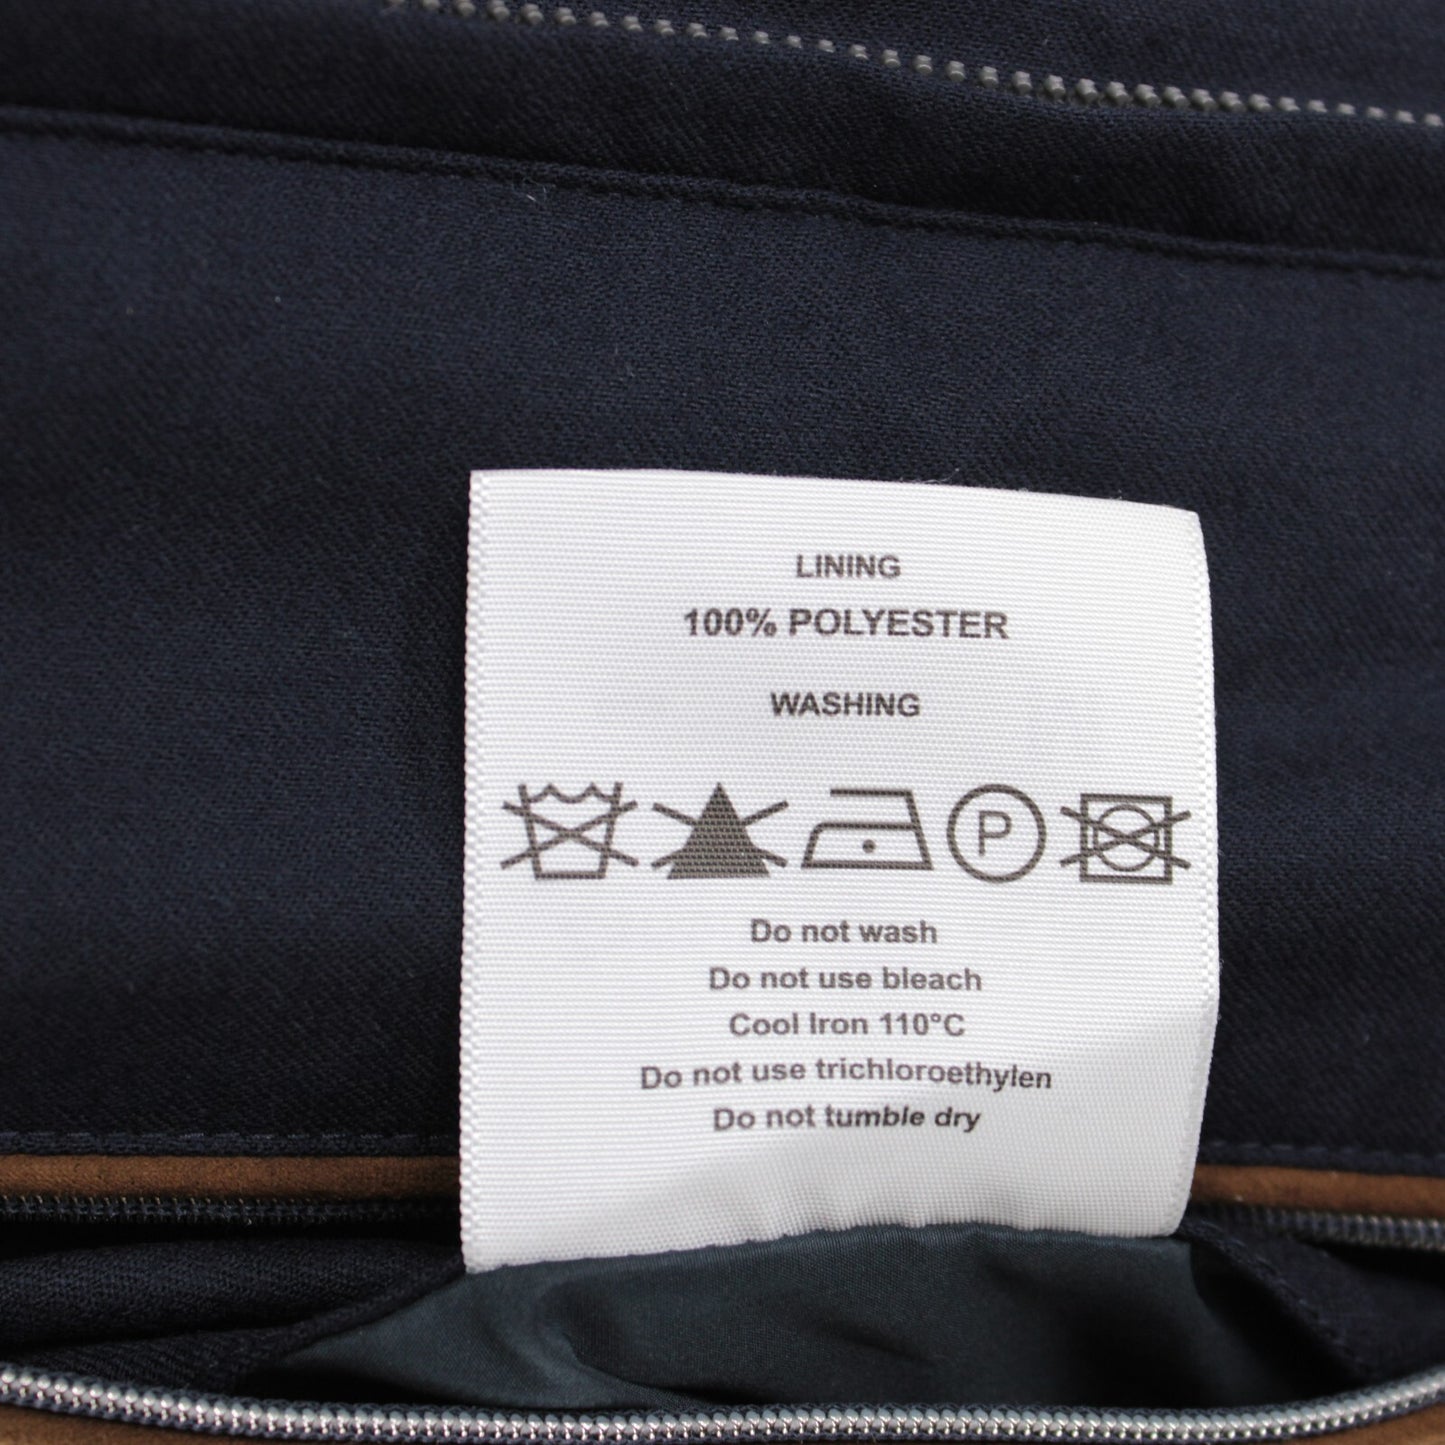 LINING
100% POLYESTER
WASHING
P
Do not wash
Do not use bleach
Cool Iron 110°C
Do not use trichloroethylen
Do not tumble dry